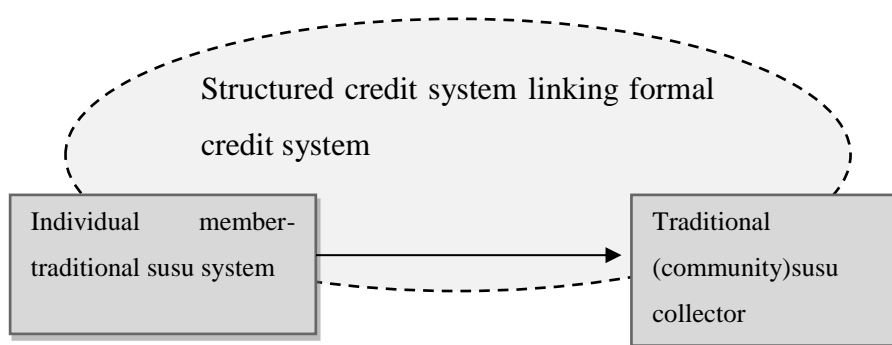 Structured credit system linking formal
credit system
Individual member-
traditional susu system
Traditional
(community)susu
collector